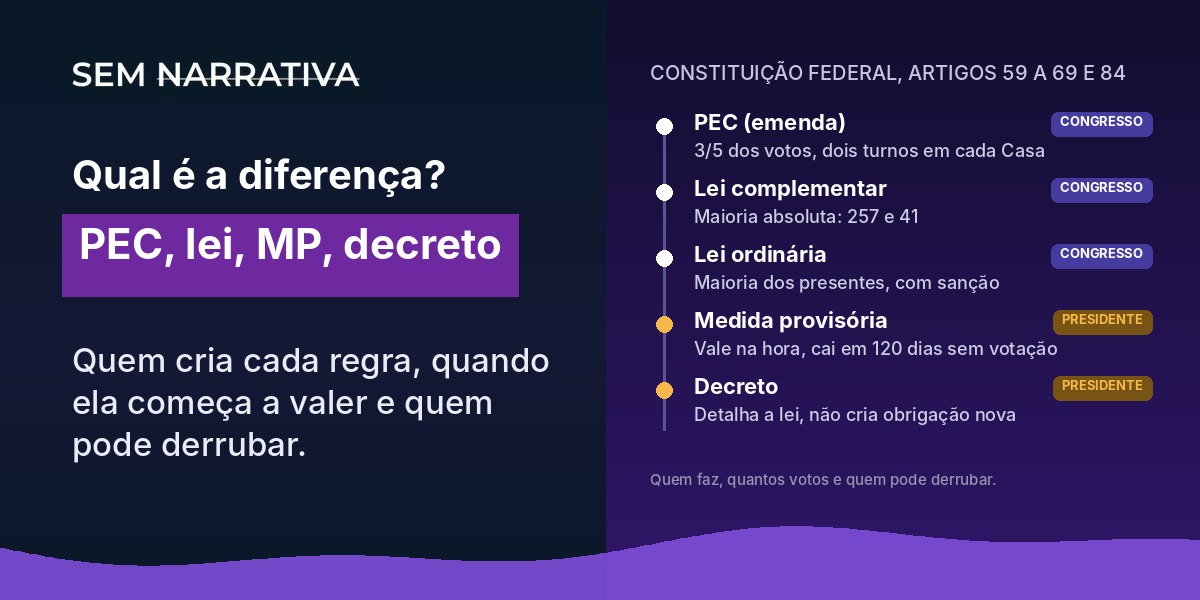 SEM NARRATIVA
Qual é a diferença?
PEC, lei, MP, decreto
Quem cria cada regra, quando
ela começa a valer e quem
pode derrubar.
CONSTITUIÇÃO FEDERAL, ARTIGOS 59 A 69 E 84
PEC (emenda)
CONGRESSO
3/5 dos votos, dois turnos em cada Casa
Lei complementar
CONGRESSO
Maioria absoluta: 257 e 41
Lei ordinária
CONGRESSO
Maioria dos presentes, com sanção
Medida provisória
PRESIDENTE
Vale na hora, cai em 120 dias sem votação
Decreto
PRESIDENTE
Detalha a lei, não cria obrigação nova
Quem faz, quantos votos e quem pode derrubar.